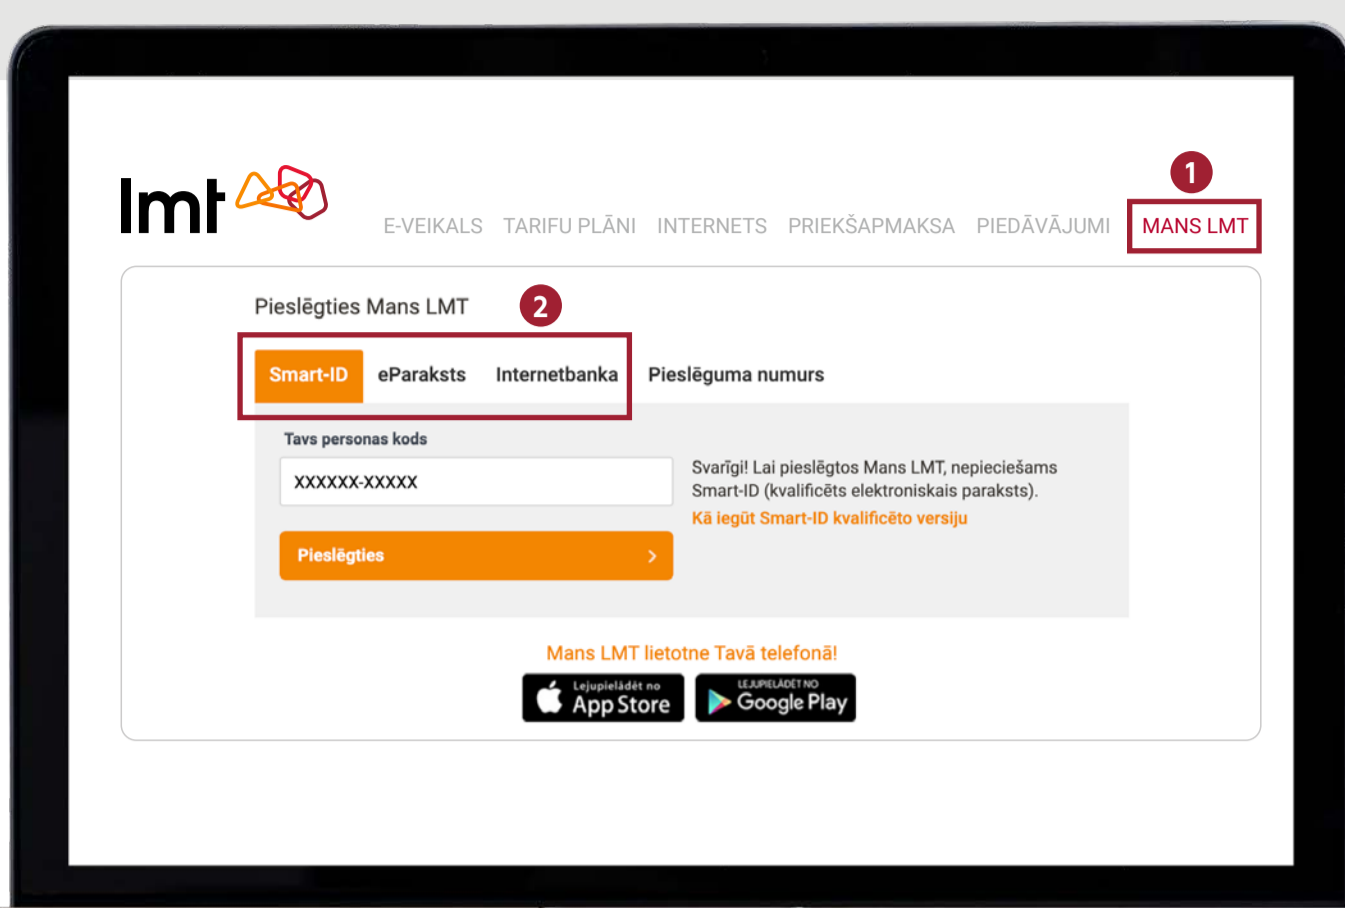 lmt
1
E-VEIKALS TARIFU PLĀNI INTERNETS PRIEKŠAPMAKSA PIEDĀVĀJUMI MANS LMT
Pieslēgties Mans LMT
2
Smart-ID eParaksts Internetbanka Pieslēguma numurs
Tavs personas kods
XXXXXX-XXXXX
Svarīgi! Lai pieslēgtos Mans LMT, nepieciešams
Smart-ID (kvalificēts elektroniskais paraksts).
Kā iegūt Smart-ID kvalificēto versiju
Pieslēgties
Mans LMT lietotne Tavā telefonā!
Lejupielādēt no
App Store
LEJUPIELĀDĒT NO
Google Play